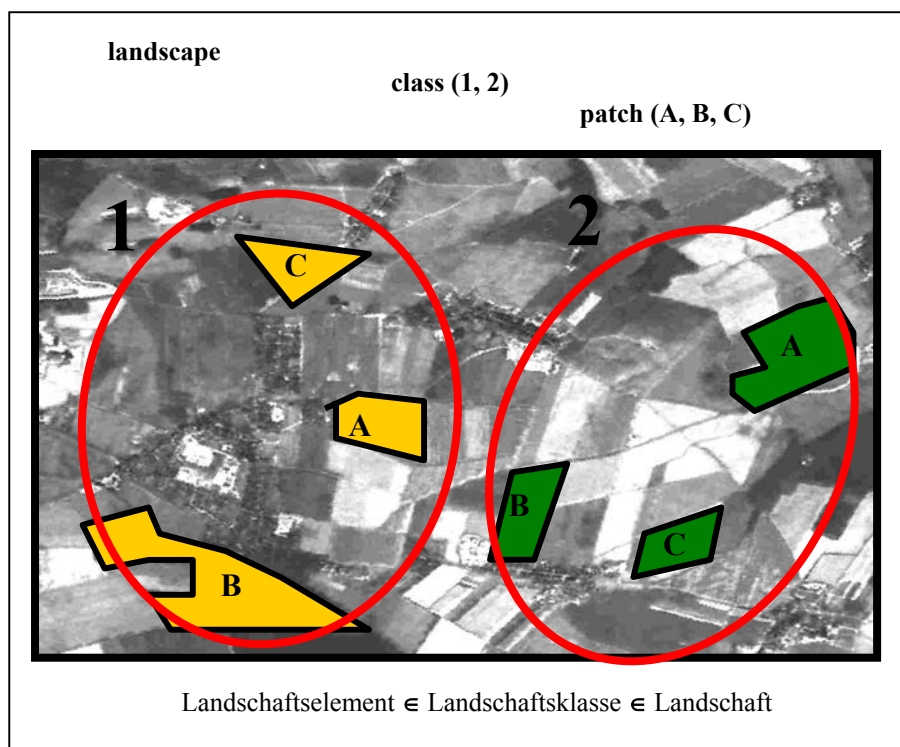 landscape
class (1, 2)
patch (A, B, C)
1
2
C
A
A
B
C
B
Landschaftselement ∈ Landschaftsklasse ∈ Landschaft